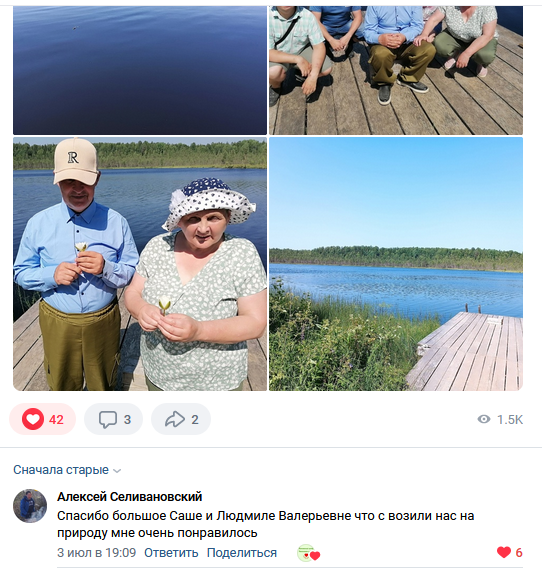 R
42
3
2
1.5K
Сначала старые
Алексей Селивановский
Спасибо большое Саше и Людмиле Валерьевне что с возили нас на
природу мне очень понравилось
3 июл в 19:09 Ответить Поделиться
6